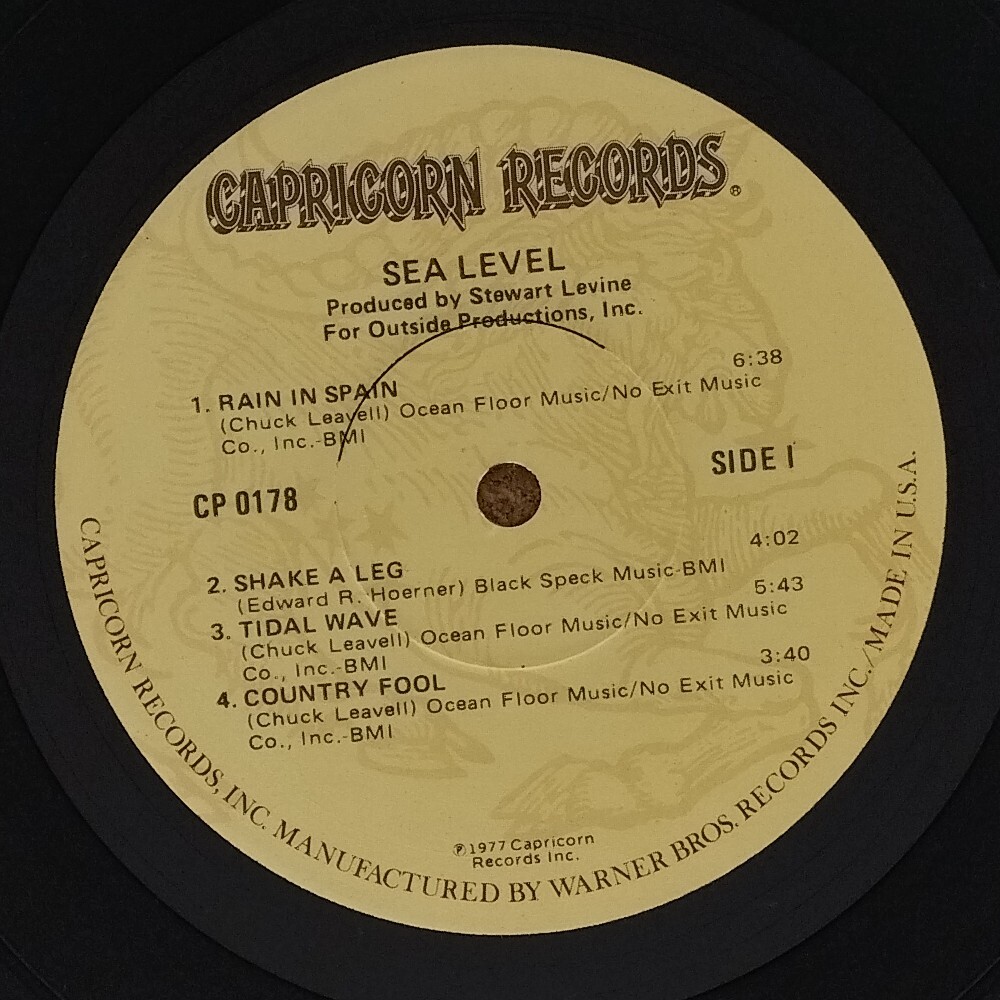 CAPRICORN RECORDS®
SEA LEVEL
Produced by Stewart Levine
For Outside Productions, Inc.
6:38
1. RAIN IN SPAIN
(Chuck Leavell) Ocean Floor Music/No Exit Music
Co., Inc.-BMI
SIDE I
CP 0178
4:02
2. SHAKE A LEG
(Edward R. Hoerner) Black Speck Music-BMI
5:43
3. TIDAL WAVE
(Chuck Leavell) Ocean Floor Music/No Exit Music
Co., Inc.-BMI
3:40
4. COUNTRY FOOL
(Chuck Leavell) Ocean Floor Music/No Exit Music
Co., Inc.-BMI
℗1977 Capricorn
Records Inc.
CAPRICORN RECORDS, INC. MANUFACTURED BY WARNER BROS. RECORDS INC./MADE IN U.S.A.